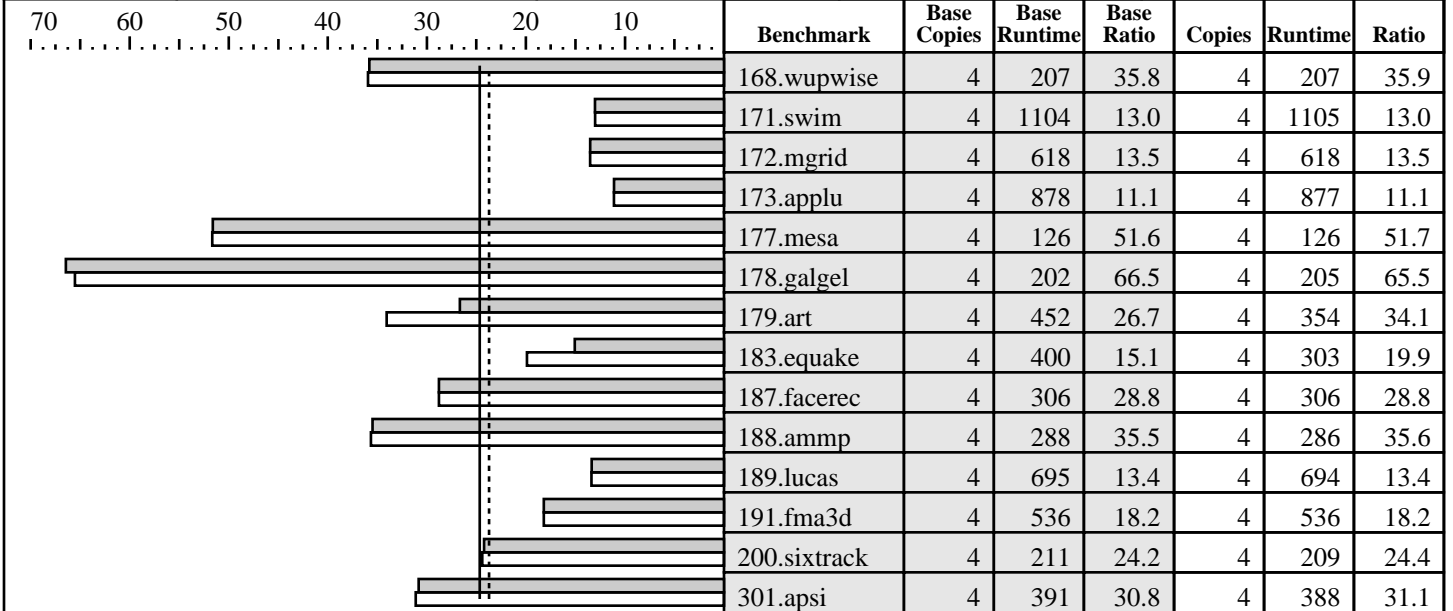 70 60 50 40 30 20 10
Benchmark Base Copies Base Runtime Base Ratio Copies Runtime Ratio
168.wupwise 4 207 35.8 4 207 35.9
171.swim 4 1104 13.0 4 1105 13.0
172.mgrid 4 618 13.5 4 618 13.5
173.applu 4 878 11.1 4 877 11.1
177.mesa 4 126 51.6 4 126 51.7
178.galgel 4 202 66.5 4 205 65.5
179.art 4 452 26.7 4 354 34.1
183.equake 4 400 15.1 4 303 19.9
187.facerec 4 306 28.8 4 306 28.8
188.ammp 4 288 35.5 4 286 35.6
189.lucas 4 695 13.4 4 694 13.4
191.fma3d 4 536 18.2 4 536 18.2
200.sixtrack 4 211 24.2 4 209 24.4
301.apsi 4 391 30.8 4 388 31.1